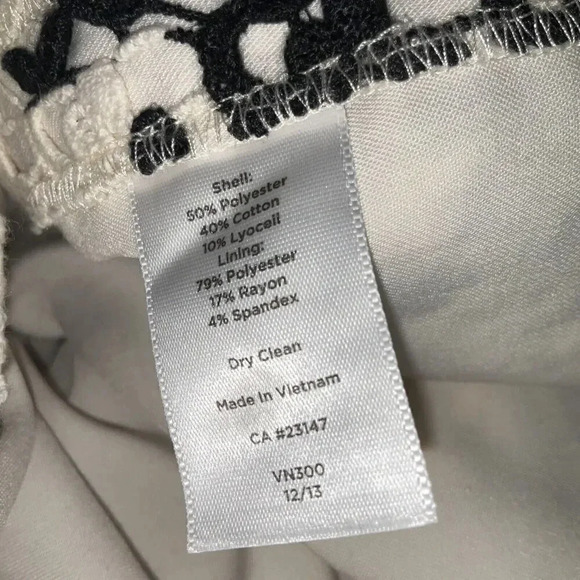 Shell:
50% Polyester
40% Cotton
10% Lyocell
Lining:
79% Polyester
17% Rayon
4% Spandex
Dry Clean
Made In Vietnam
CA #23147
VN300
12/13